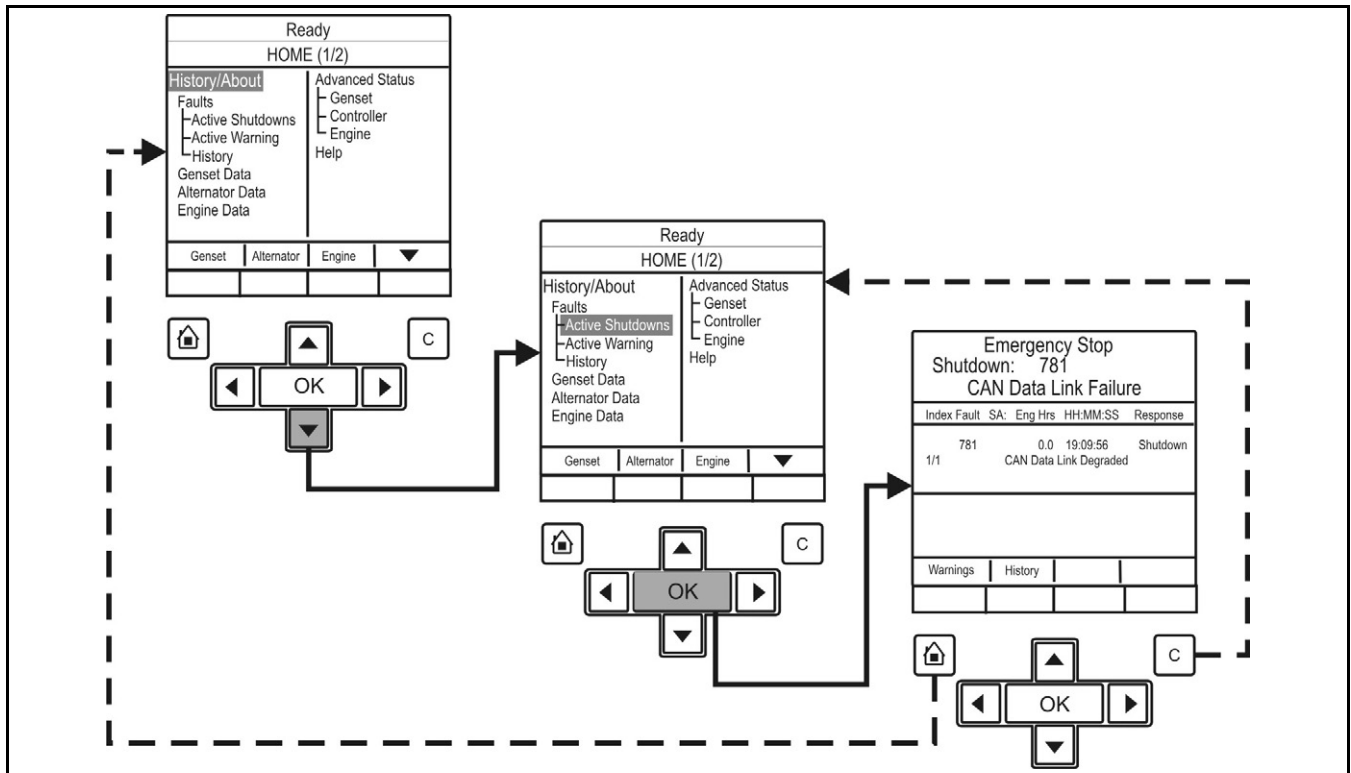 Ready
HOME (1/2)
History/About
Faults
Active Shutdowns
Active Warning
History
Genset Data
Alternator Data
Engine Data
Advanced Status
Genset
Controller
Engine
Help
Genset Alternator Engine
C
OK
Ready
HOME (1/2)
History/About
Faults
Active Shutdowns
Active Warning
History
Genset Data
Alternator Data
Engine Data
Advanced Status
Genset
Controller
Engine
Help
Genset Alternator Engine
C
OK
Emergency Stop
Shutdown: 781
CAN Data Link Failure
Index Fault SA: Eng Hrs HH:MM:SS Response
781 0.0 19:09:56 Shutdown
1/1 CAN Data Link Degraded
Warnings History
C
OK